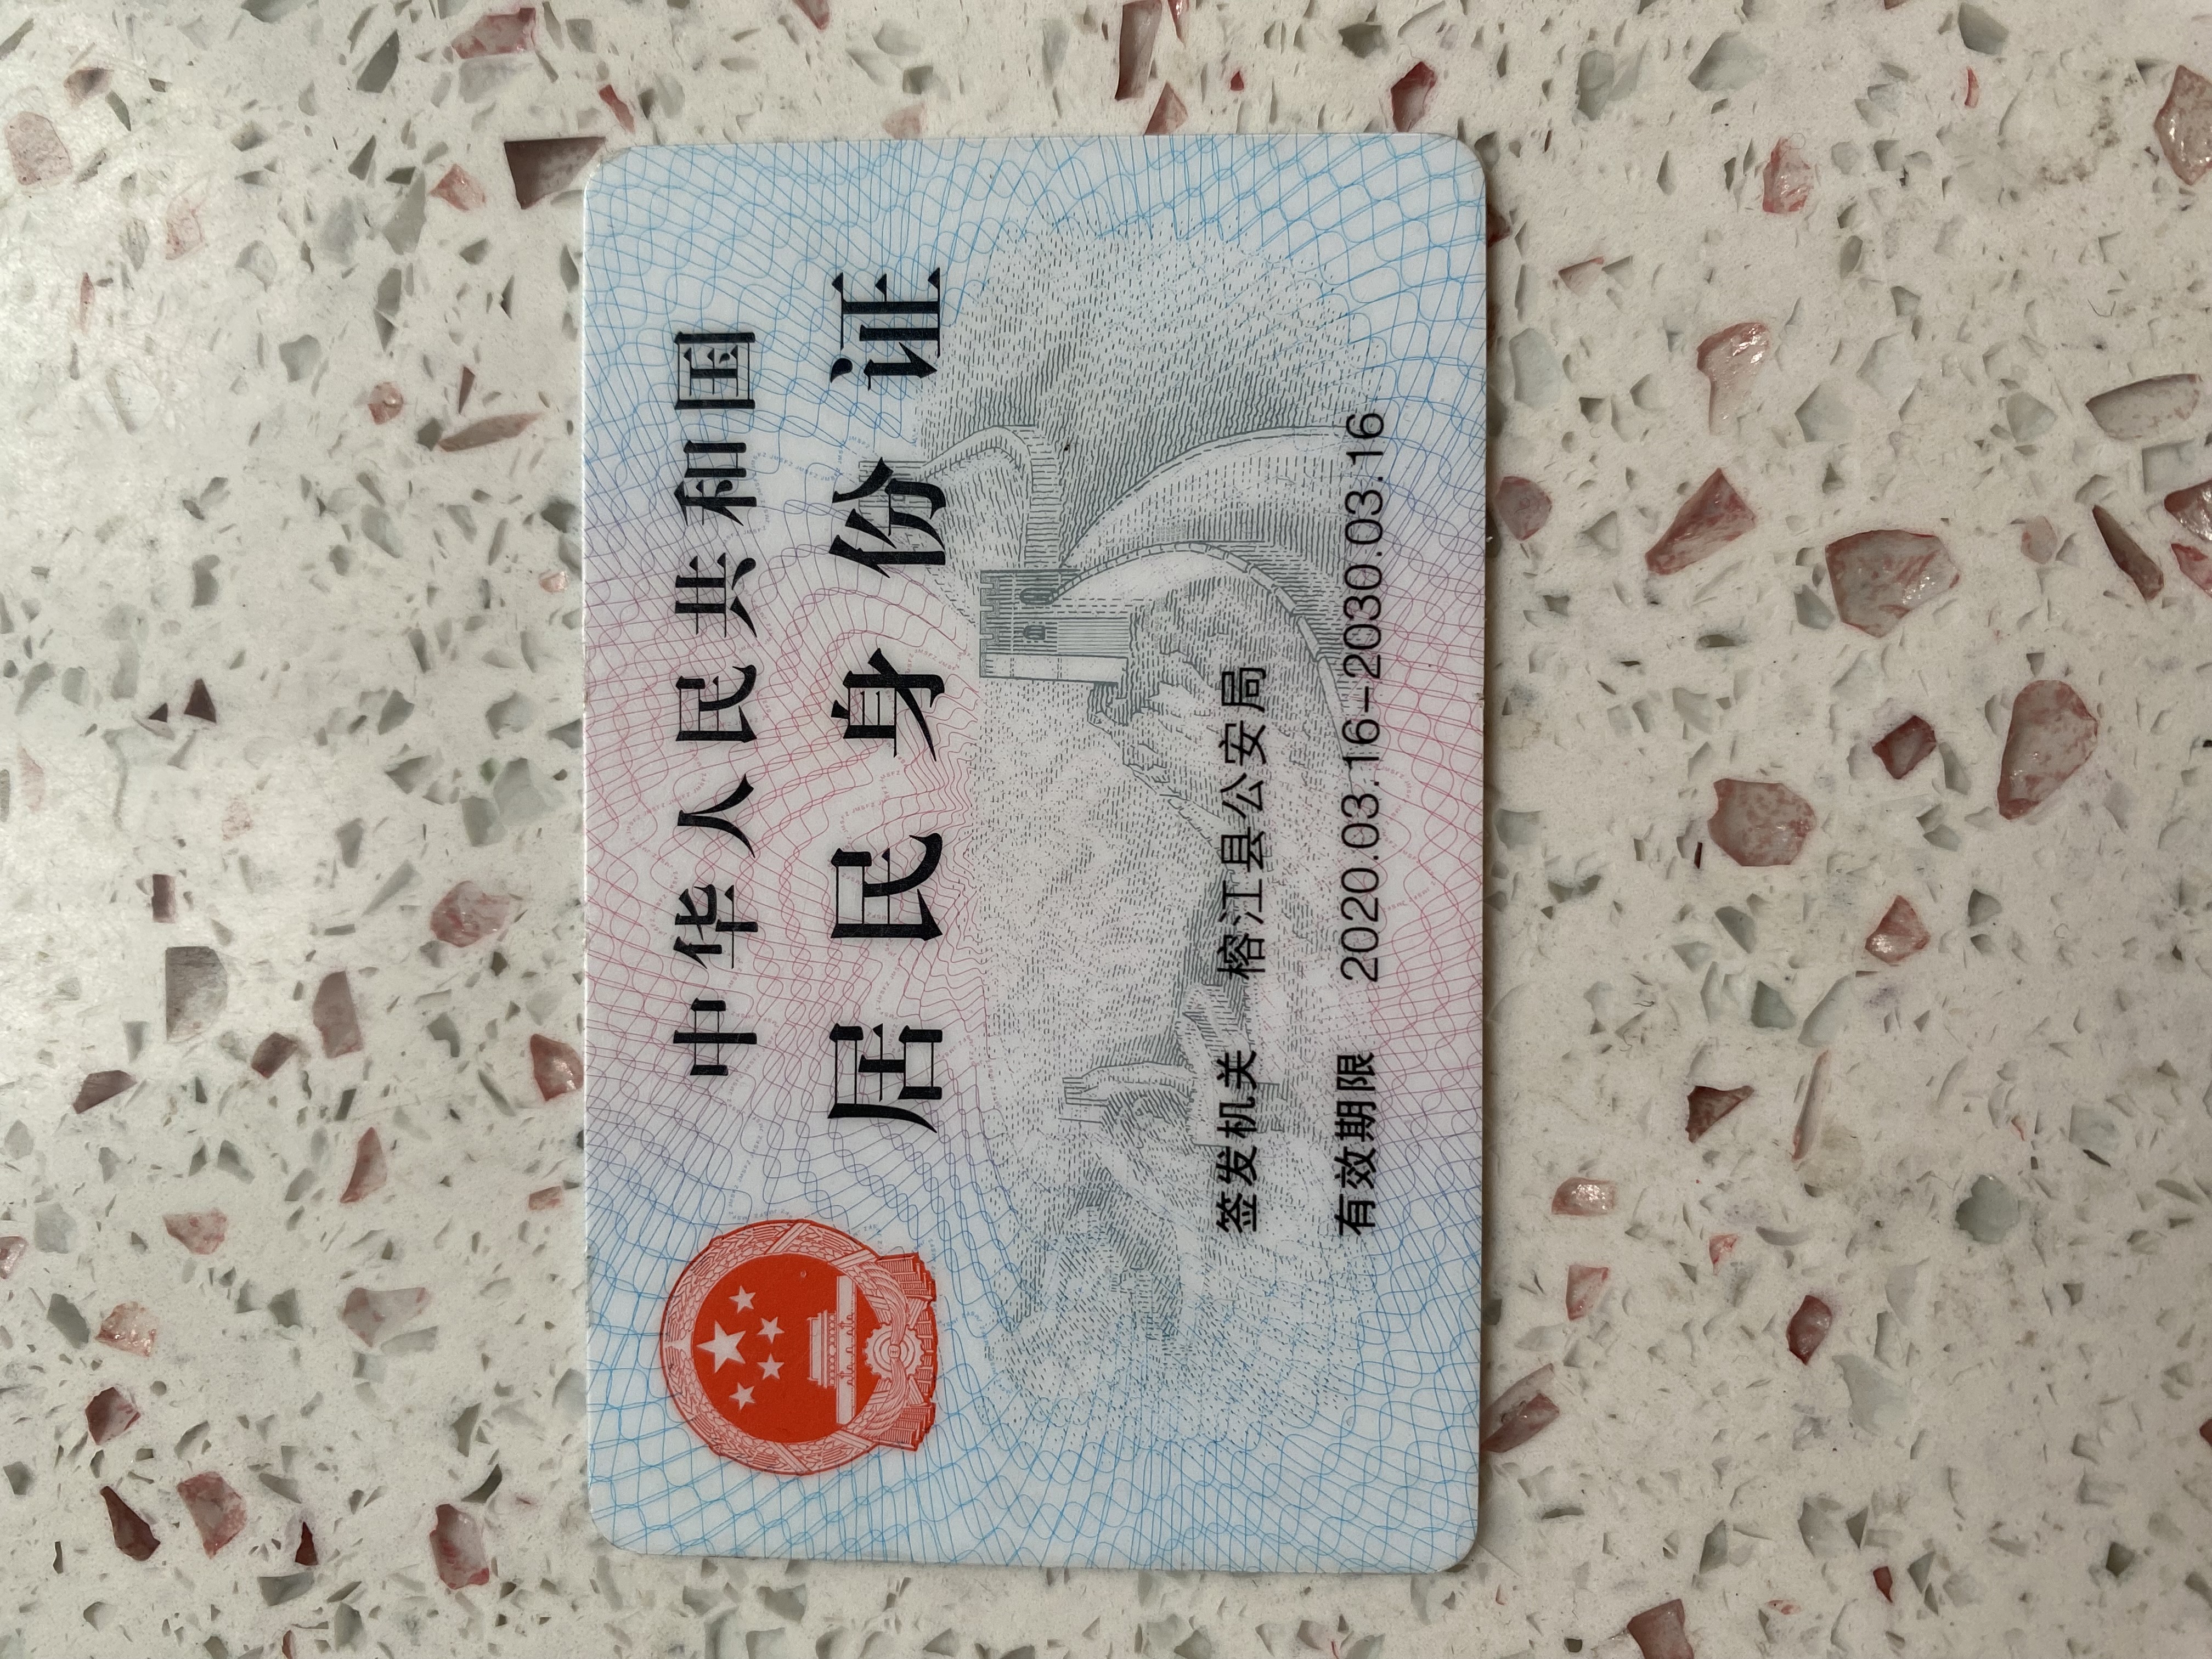 中华人民共和国
居民身份证
签发机关 榕江县公安局
有效期限 2020.03.16-2030.03.16